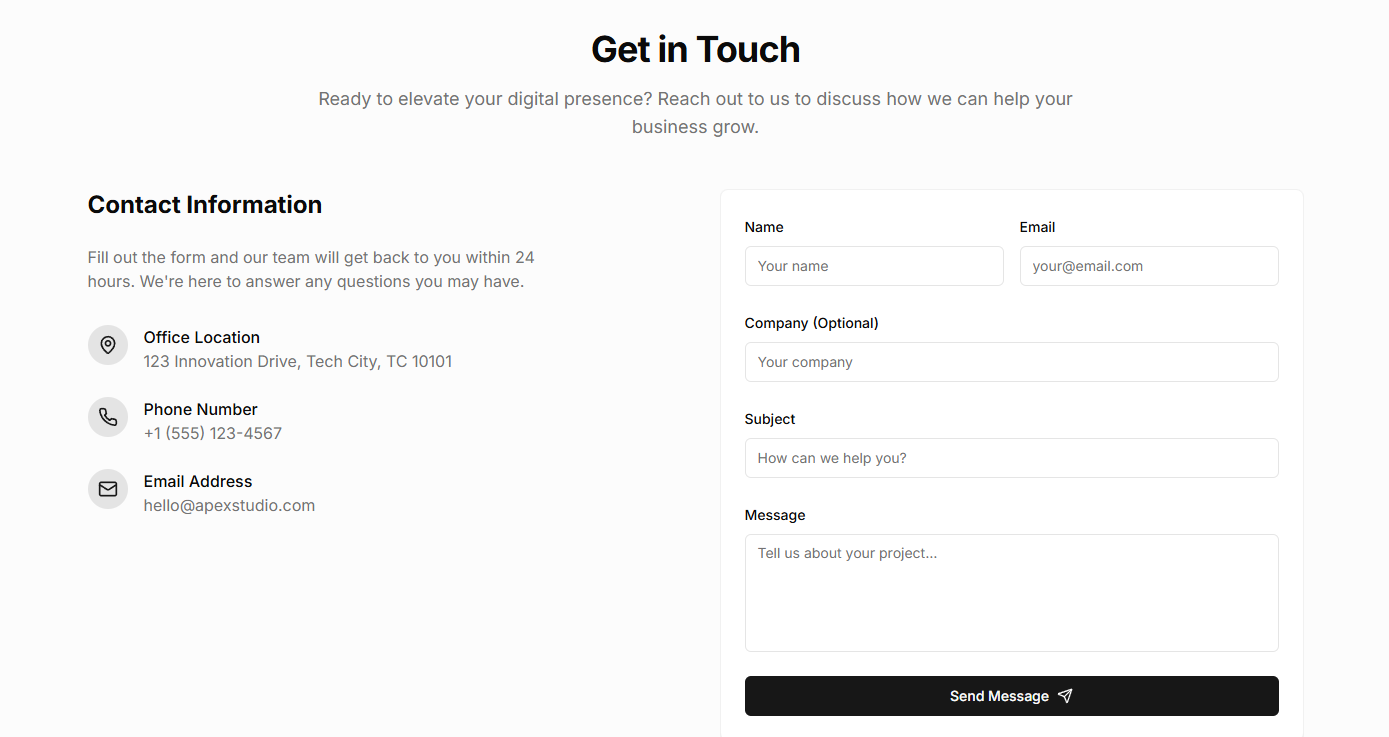 Get in Touch
Ready to elevate your digital presence? Reach out to us to discuss how we can help your
business grow.
Contact Information
Fill out the form and our team will get back to you within 24
hours. We're here to answer any questions you may have.
Office Location
123 Innovation Drive, Tech City, TC 10101
Phone Number
+1 (555) 123-4567
Email Address
hello@apexstudio.com
Name
Email
Your name
your@email.com
Company (Optional)
Your company
Subject
How can we help you?
Message
Tell us about your project...
Send Message